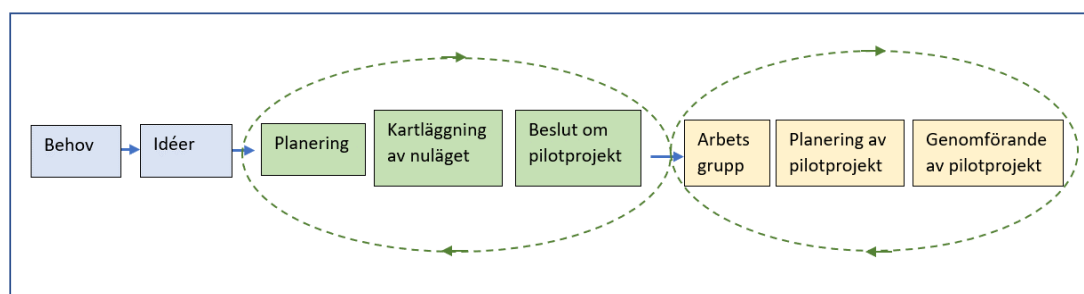 Behov
Idéer
Planering
Kartläggning
av nuläget
Beslut om
pilotprojekt
Arbets
grupp
Planering av
pilotprojekt
Genomförande
av pilotprojekt